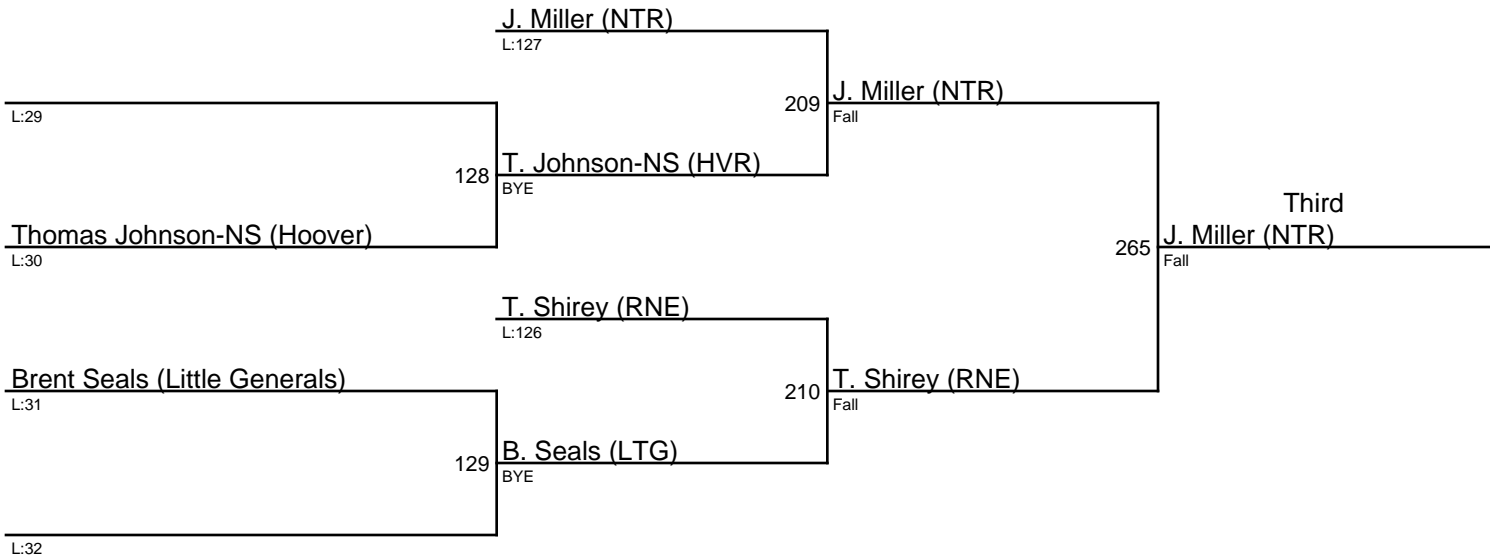 J. Miller (NTR)
L:127
L:29
209
J. Miller (NTR)
Fall
128
T. Johnson-NS (HVR)
BYE
Thomas Johnson-NS (Hoover)
L:30
Third
265
J. Miller (NTR)
Fall
T. Shirey (RNE)
L:126
Brent Seals (Little Generals)
L:31
210
T. Shirey (RNE)
Fall
129
B. Seals (LTG)
BYE
L:32